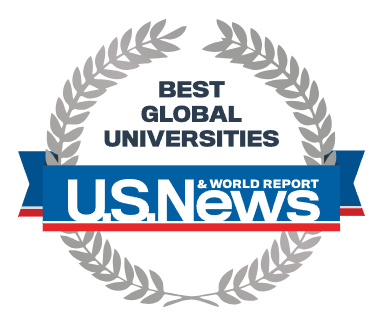 BEST
GLOBAL
UNIVERSITIES
& WORLD REPORT
U.S.News